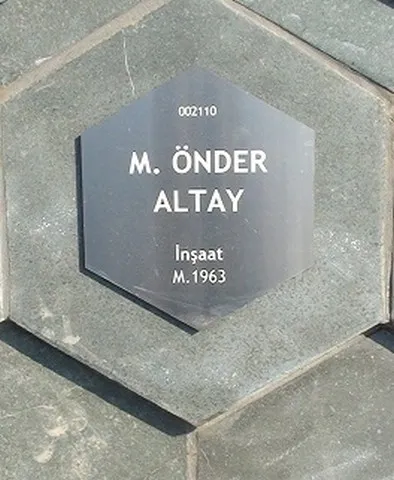 002110
M. ÖNDER
ALTAY
İnşaat
M.1963